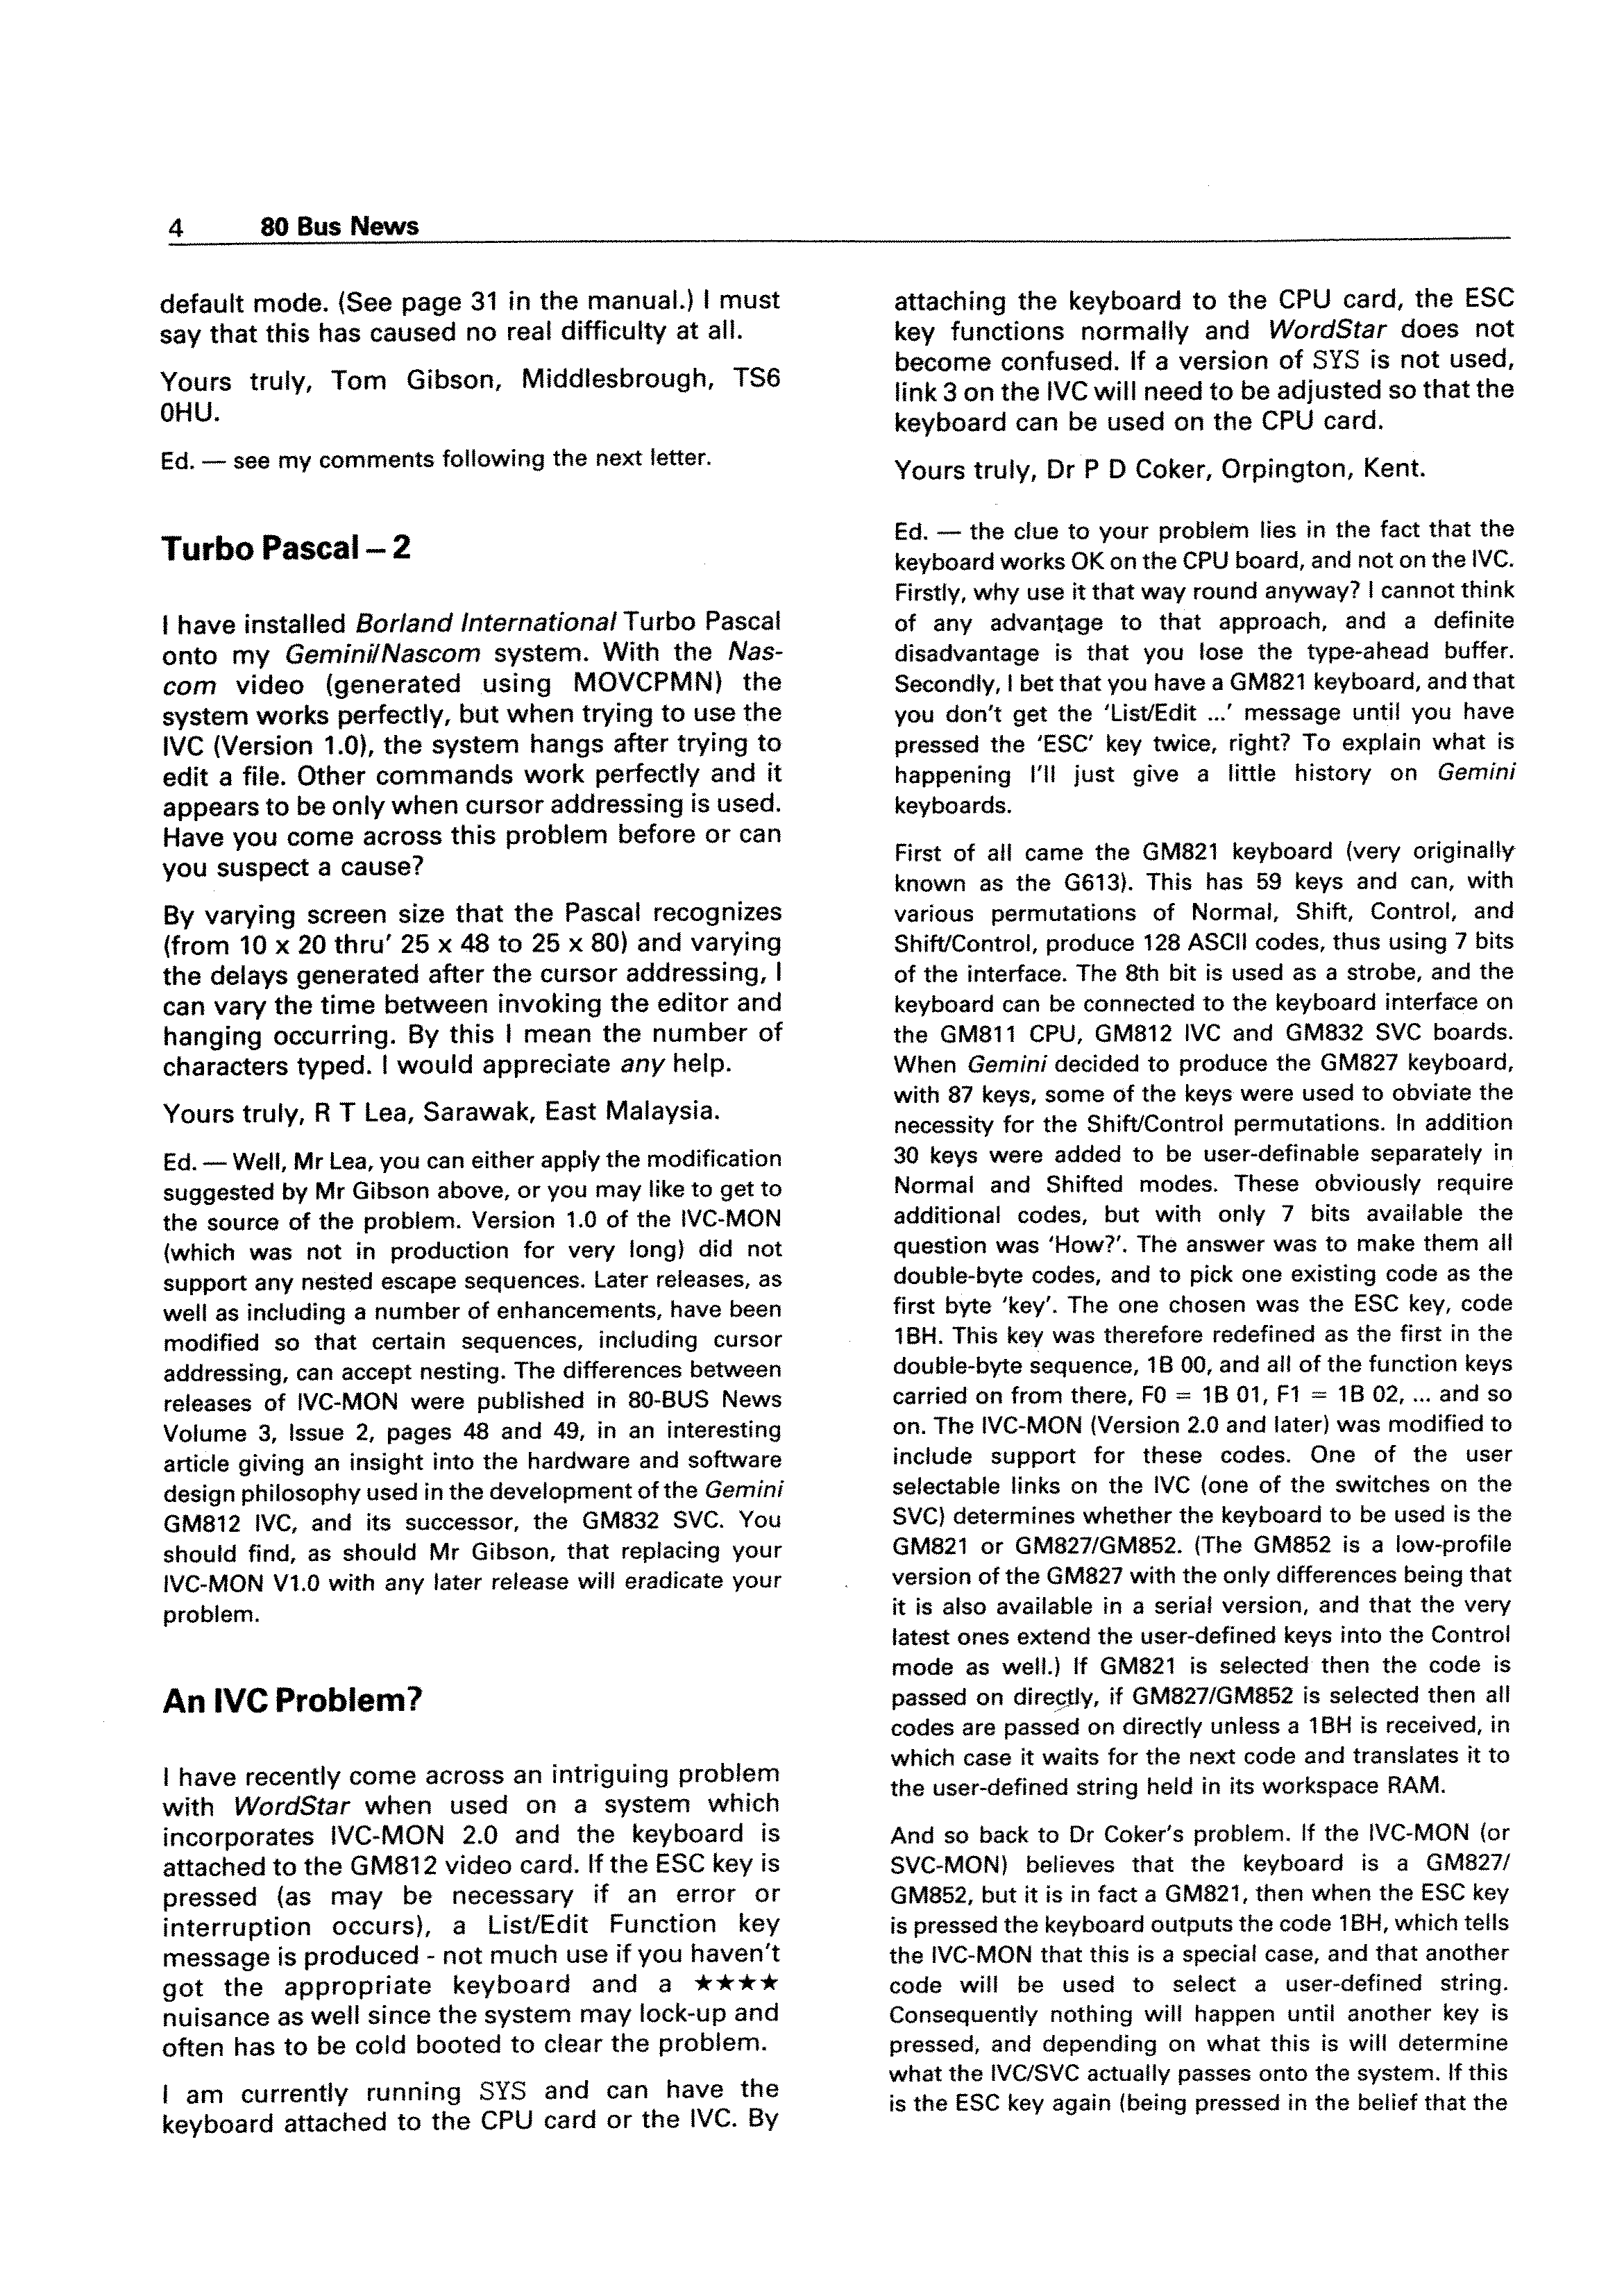 4 80 Bus News
default mode. (See page 31 in the manual.) I must
say that this has caused no real difficulty at all.
Yours truly, Tom Gibson, Middlesbrough, TS6
0HU.
Ed. — see my comments following the next letter.
Turbo Pascal – 2
I have installed Borland International Turbo Pascal
onto my Gemini/Nascom system. With the Nas-
com video (generated using MOVCPMN) the
system works perfectly, but when trying to use the
IVC (Version 1.0), the system hangs after trying to
edit a file. Other commands work perfectly and it
appears to be only when cursor addressing is used.
Have you come across this problem before or can
you suspect a cause?
By varying screen size that the Pascal recognizes
(from 10 x 20 thru' 25 x 48 to 25 x 80) and varying
the delays generated after the cursor addressing, I
can vary the time between invoking the editor and
hanging occurring. By this I mean the number of
characters typed. I would appreciate any help.
Yours truly, R T Lea, Sarawak, East Malaysia.
Ed. — Well, Mr Lea, you can either apply the modification
suggested by Mr Gibson above, or you may like to get to
the source of the problem. Version 1.0 of the IVC-MON
(which was not in production for very long) did not
support any nested escape sequences. Later releases, as
well as including a number of enhancements, have been
modified so that certain sequences, including cursor
addressing, can accept nesting. The differences between
releases of IVC-MON were published in 80-BUS News
Volume 3, Issue 2, pages 48 and 49, in an interesting
article giving an insight into the hardware and software
design philosophy used in the development of the Gemini
GM812 IVC, and its successor, the GM832 SVC. You
should find, as should Mr Gibson, that replacing your
IVC-MON V1.0 with any later release will eradicate your
problem.
An IVC Problem?
I have recently come across an intriguing problem
with WordStar when used on a system which
incorporates IVC-MON 2.0 and the keyboard is
attached to the GM812 video card. If the ESC key is
pressed (as may be necessary if an error or
interruption occurs), a List/Edit Function key
message is produced - not much use if you haven't
got the appropriate keyboard and a ★★★★
nuisance as well since the system may lock-up and
often has to be cold booted to clear the problem.
I am currently running SYS and can have the
keyboard attached to the CPU card or the IVC. By
attaching the keyboard to the CPU card, the ESC
key functions normally and WordStar does not
become confused. If a version of SYS is not used,
link 3 on the IVC will need to be adjusted so that the
keyboard can be used on the CPU card.
Yours truly, Dr P D Coker, Orpington, Kent.
Ed. — the clue to your problem lies in the fact that the
keyboard works OK on the CPU board, and not on the IVC.
Firstly, why use it that way round anyway? I cannot think
of any advantage to that approach, and a definite
disadvantage is that you lose the type-ahead buffer.
Secondly, I bet that you have a GM821 keyboard, and that
you don't get the 'List/Edit ...' message until you have
pressed the 'ESC' key twice, right? To explain what is
happening I'll just give a little history on Gemini
keyboards.
First of all came the GM821 keyboard (very originally
known as the G613). This has 59 keys and can, with
various permutations of Normal, Shift, Control, and
Shift/Control, produce 128 ASCII codes, thus using 7 bits
of the interface. The 8th bit is used as a strobe, and the
keyboard can be connected to the keyboard interface on
the GM811 CPU, GM812 IVC and GM832 SVC boards.
When Gemini decided to produce the GM827 keyboard,
with 87 keys, some of the keys were used to obviate the
necessity for the Shift/Control permutations. In addition
30 keys were added to be user-definable separately in
Normal and Shifted modes. These obviously require
additional codes, but with only 7 bits available the
question was 'How?'. The answer was to make them all
double-byte codes, and to pick one existing code as the
first byte 'key'. The one chosen was the ESC key, code
1BH. This key was therefore redefined as the first in the
double-byte sequence, 1B 00, and all of the function keys
carried on from there, F0 = 1B 01, F1 = 1B 02, ... and so
on. The IVC-MON (Version 2.0 and later) was modified to
include support for these codes. One of the user
selectable links on the IVC (one of the switches on the
SVC) determines whether the keyboard to be used is the
GM821 or GM827/GM852. (The GM852 is a low-profile
version of the GM827 with the only differences being that
it is also available in a serial version, and that the very
latest ones extend the user-defined keys into the Control
mode as well.) If GM821 is selected then the code is
passed on directly, if GM827/GM852 is selected then all
codes are passed on directly unless a 1BH is received, in
which case it waits for the next code and translates it to
the user-defined string held in its workspace RAM.
And so back to Dr Coker's problem. If the IVC-MON (or
SVC-MON) believes that the keyboard is a GM827/
GM852, but it is in fact a GM821, then when the ESC key
is pressed the keyboard outputs the code 1BH, which tells
the IVC-MON that this is a special case, and that another
code will be used to select a user-defined string.
Consequently nothing will happen until another key is
pressed, and depending on what this is will determine
what the IVC/SVC actually passes onto the system. If this
is the ESC key again (being pressed in the belief that the